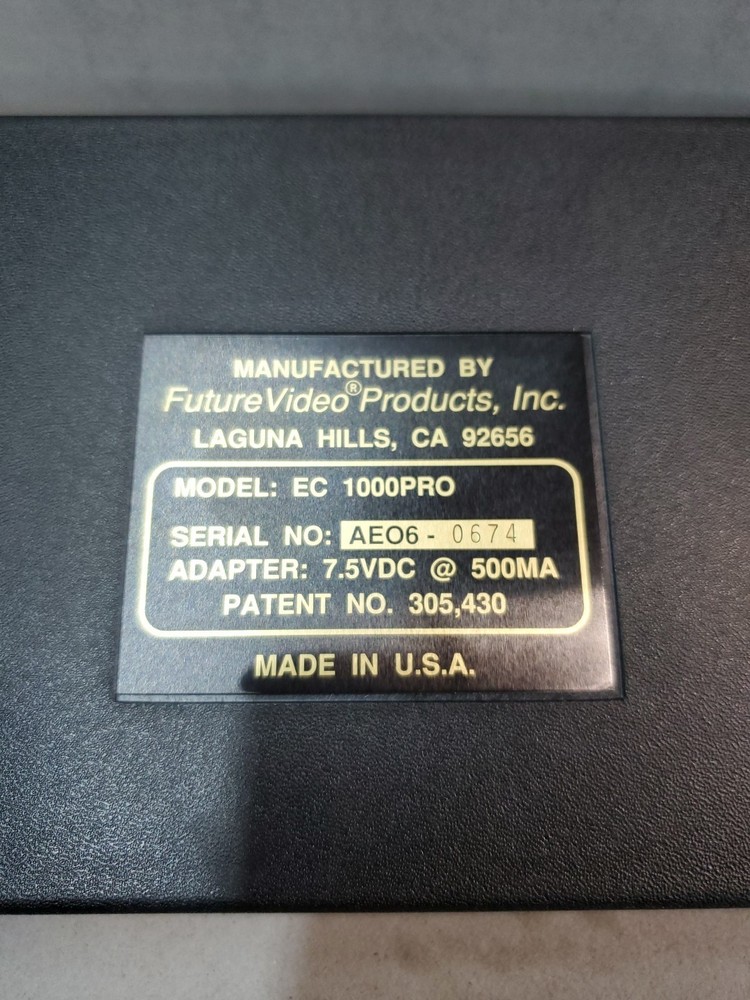 MANUFACTURED BY
FutureVideo® Products, Inc.
LAGUNA HILLS, CA 92656
MODEL: EC 1000PRO
SERIAL NO: AE06 - 0674
ADAPTER: 7.5VDC @ 500MA
PATENT NO. 305,430
MADE IN U.S.A.